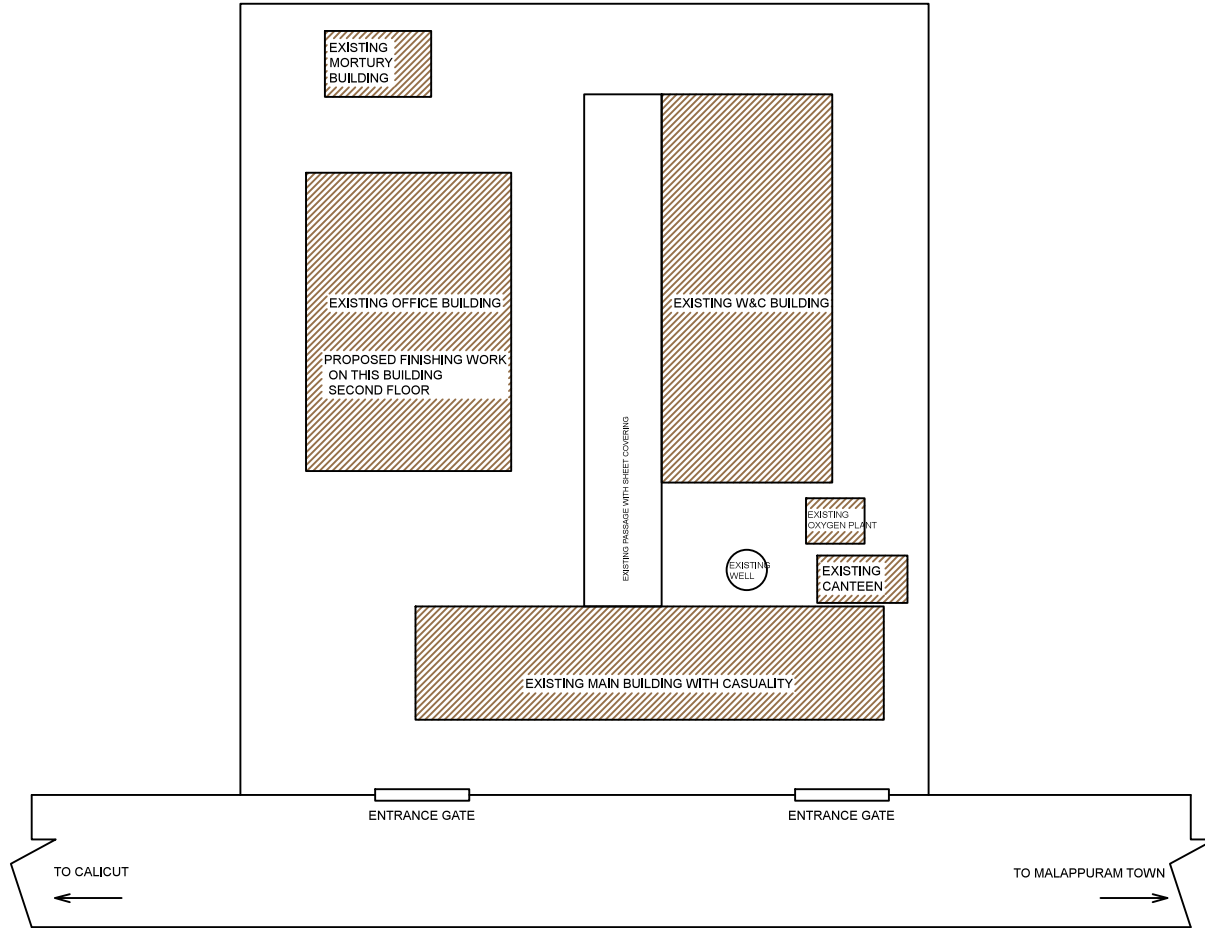 EXISTING
MORTURY
BUILDING
EXISTING OFFICE BUILDING
PROPOSED FINISHING WORK
ON THIS BUILDING
SECOND FLOOR
EXISTING W&C BUILDING
EXISTING PASSAGE WITH SHEET COVERING
EXISTING
OXYGEN PLANT
EXISTING
WELL
EXISTING
CANTEEN
EXISTING MAIN BUILDING WITH CASUALITY
ENTRANCE GATE
ENTRANCE GATE
TO CALICUT
TO MALAPPURAM TOWN